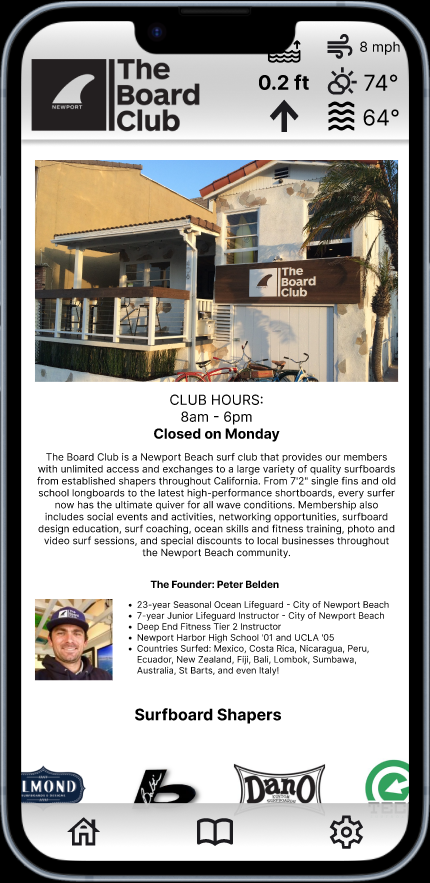 8 mph
The
Board
Club
NEWPORT
0.2 ft
74°
64°
The
Board
Club
CLUB HOURS:
8am - 6pm
Closed on Monday
The Board Club is a Newport Beach surf club that provides our members
with unlimited access and exchanges to a large variety of quality surfboards
from established shapers throughout California. From 7'2" single fins and old
school longboards to the latest high-performance shortboards, every surfer
now has the ultimate quiver for all wave conditions. Membership also
includes social events and activities, networking opportunities, surfboard
design education, surf coaching, ocean skills and fitness training, photo and
video surf sessions, and special discounts to local businesses throughout
the Newport Beach community.
The Founder: Peter Belden
• 23-year Seasonal Ocean Lifeguard - City of Newport Beach
• 7-year Junior Lifeguard Instructor - City of Newport Beach
• Deep End Fitness Tier 2 Instructor
• Newport Harbor High School '01 and UCLA '05
• Countries Surfed: Mexico, Costa Rica, Nicaragua, Peru,
Ecuador, New Zealand, Fiji, Bali, Lombok, Sumbawa,
Australia, St Barts, and even Italy!
Surfboard Shapers
LMOND
DANO
TEC